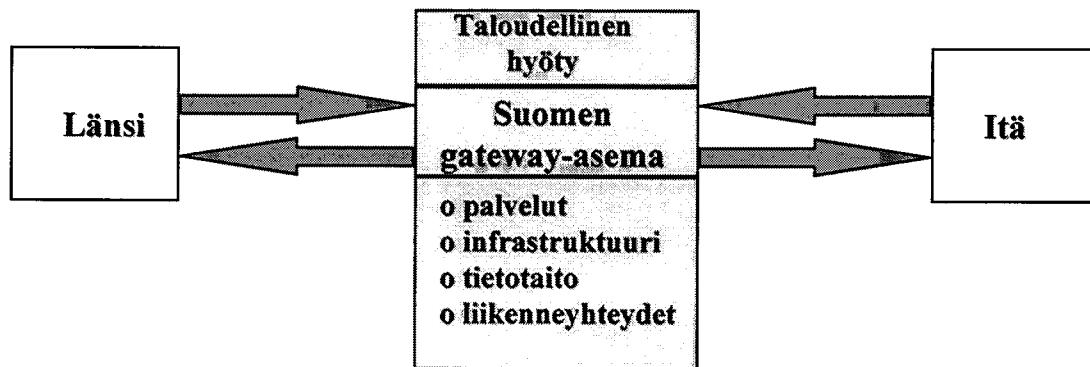 Taloudellinen
hyöty
Länsi
Suomen
gateway-asema
Itä
o palvelut
o infrastruktuuri
o tietotaito
o liikenneyhteydet